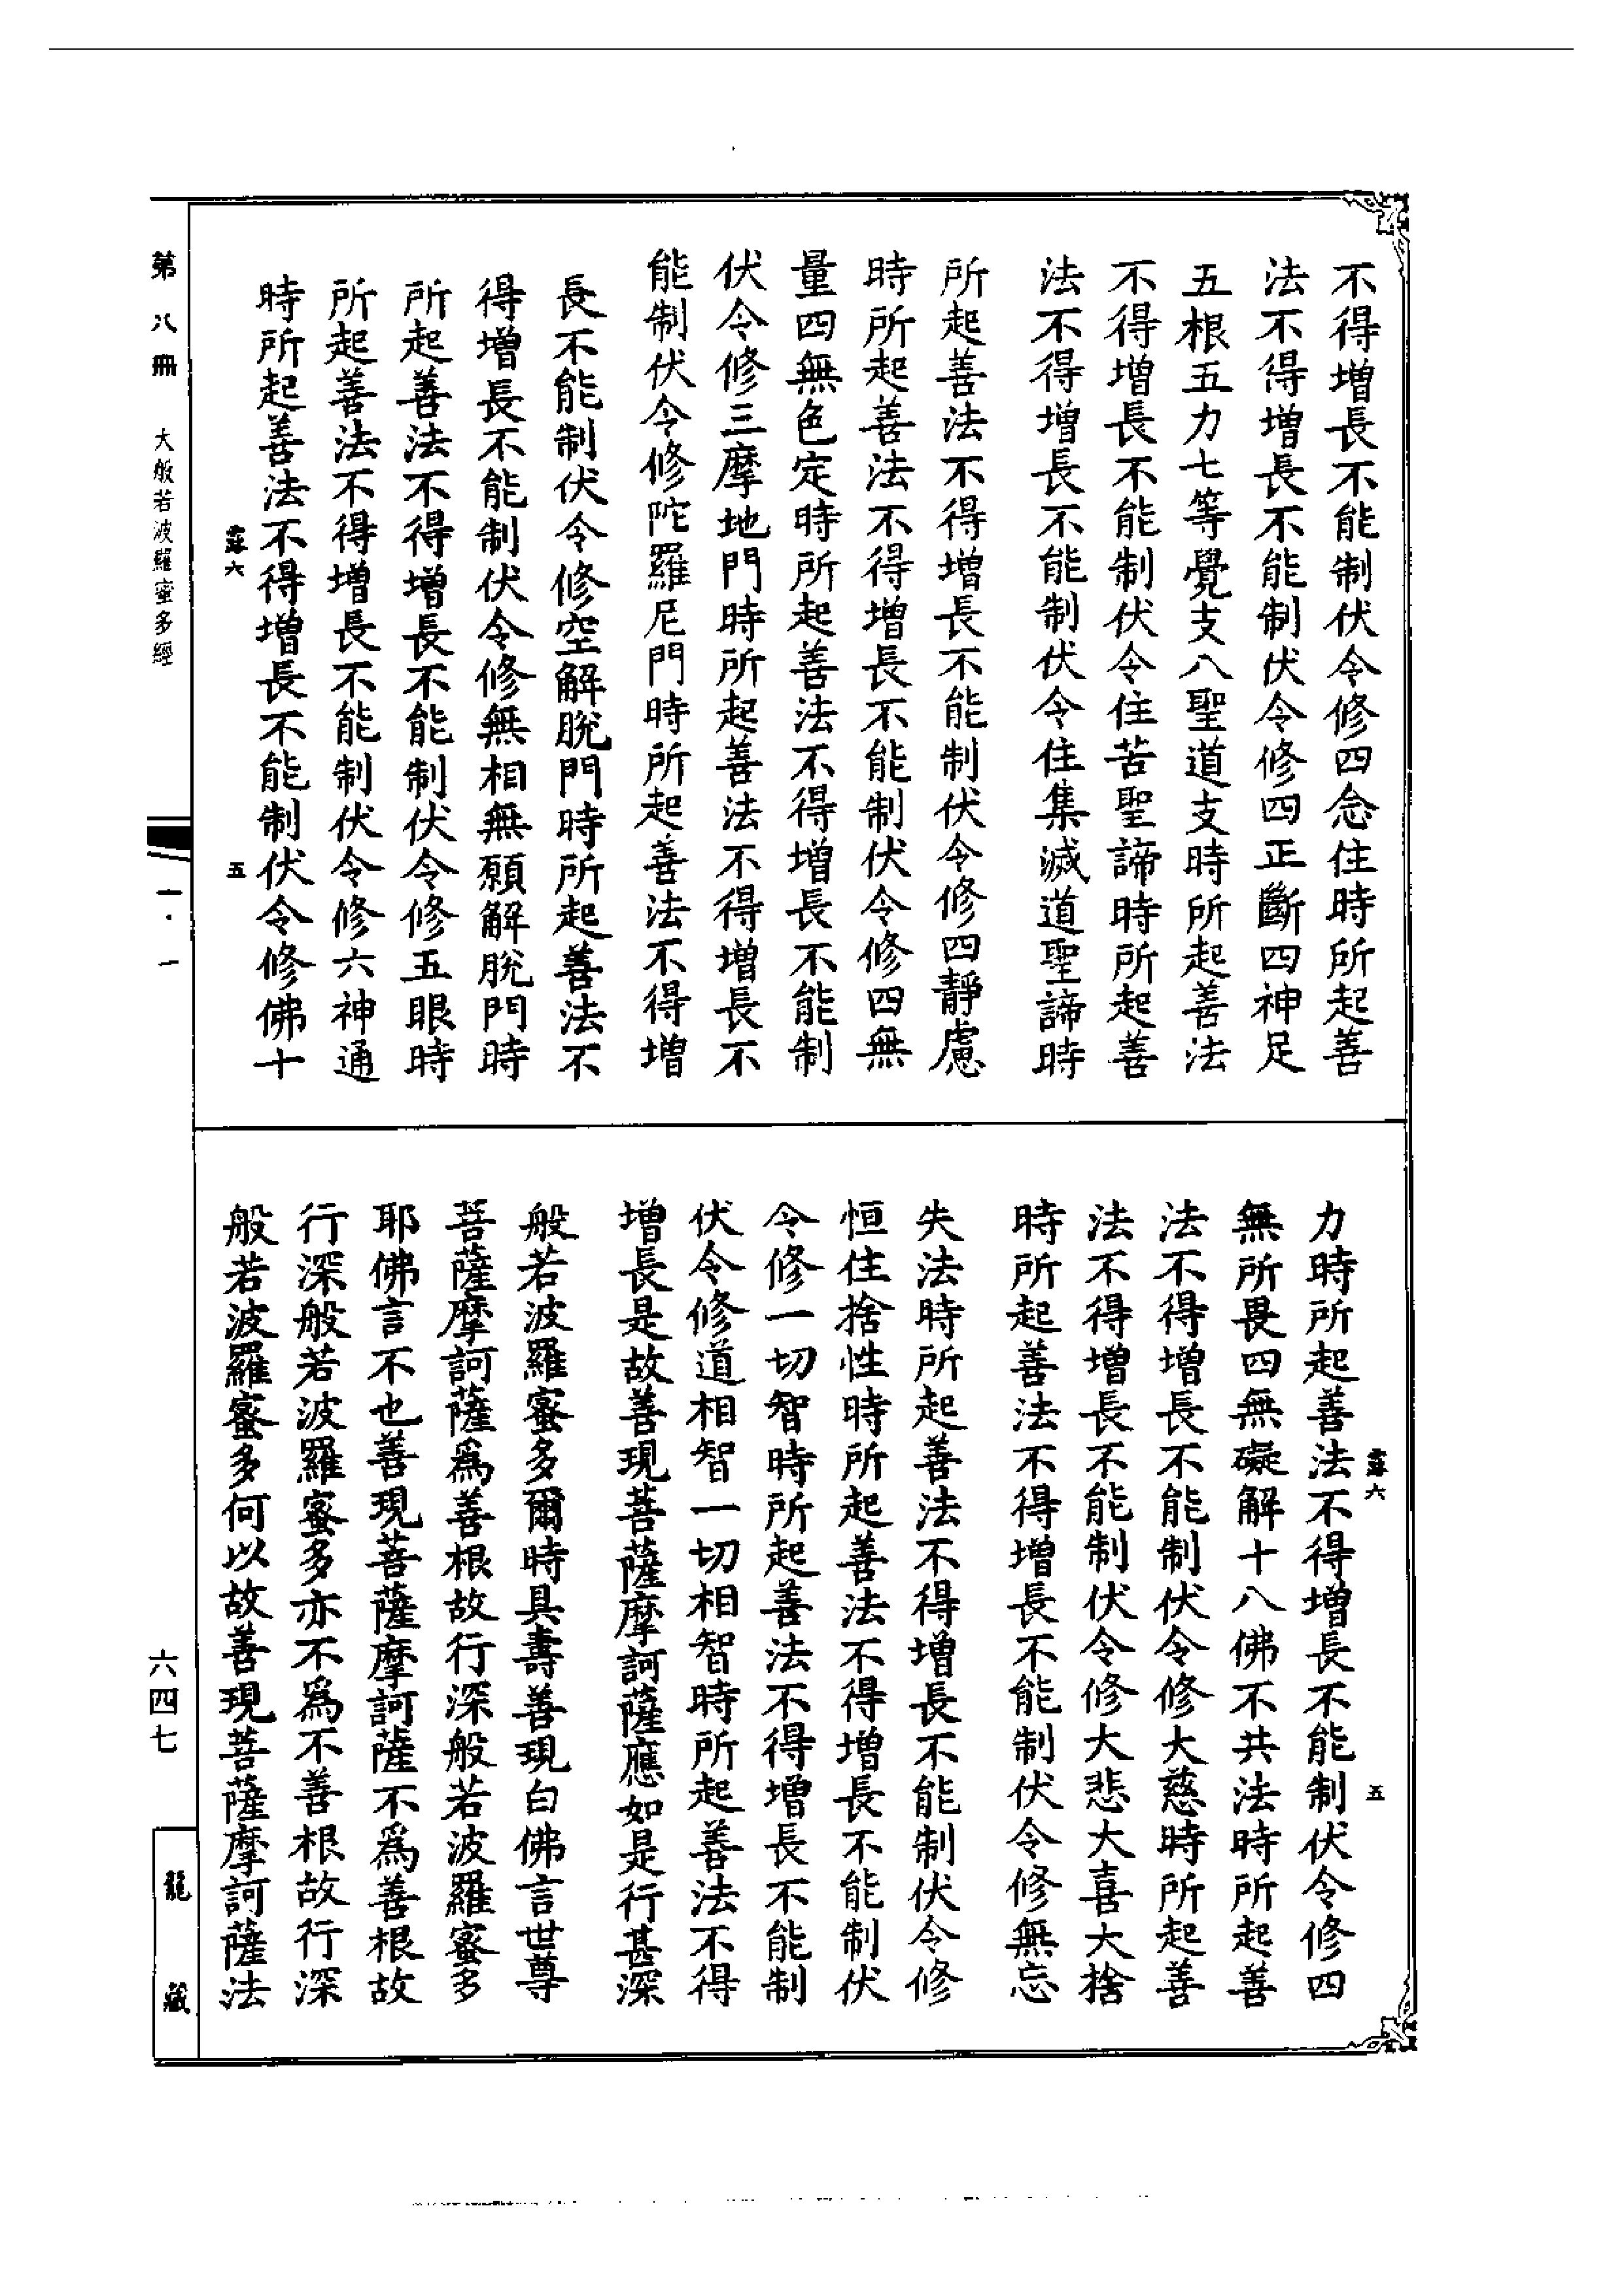 不得增長不能制伏令修四念住時所起善
法不得增長不能制伏令修四正斷四神足
五根五力七等覺支八聖道支時所起善法
不得增長不能制伏令住苦聖諦時所起善
法不得增長不能制伏令住集滅道聖諦時
所起善法不得增長不能制伏令修四靜慮
時所起善法不得增長不能制伏令修四無
量四無色定時所起善法不得增長不能制
伏令修三摩地門時所起善法不得增長不
能制伏令修陀羅尼門時所起善法不得增
長不能制伏令修空解脫門時所起善法不
得增長不能制伏令修無相無願解脫門時
所起善法不得增長不能制伏令修五眼時
所起善法不得增長不能制伏令修六神通
時所起善法不得增長不能制伏令修佛十
露六 五
露六 五
力時所起善法不得增長不能制伏令修四
無所畏四無礙解十八佛不共法時所起善
法不得增長不能制伏令修大慈時所起善
法不得增長不能制伏令修大悲大喜大捨
時所起善法不得增長不能制伏令修無忘
失法時所起善法不得增長不能制伏令修
恒住捨性時所起善法不得增長不能制伏
令修一切智時所起善法不得增長不能制
伏令修道相智一切相智時所起善法不得
增長是故善現菩薩摩訶薩應如是行甚深
般若波羅蜜多爾時具壽善現白佛言世尊
菩薩摩訶薩爲善根故行深般若波羅蜜多
耶佛言不也善現菩薩摩訶薩不爲善根故
行深般若波羅蜜多亦不爲不善根故行深
般若波羅蜜多何以故善現菩薩摩訶薩法
第八冊 大般若波羅蜜多經 一·一 六四七 龍藏